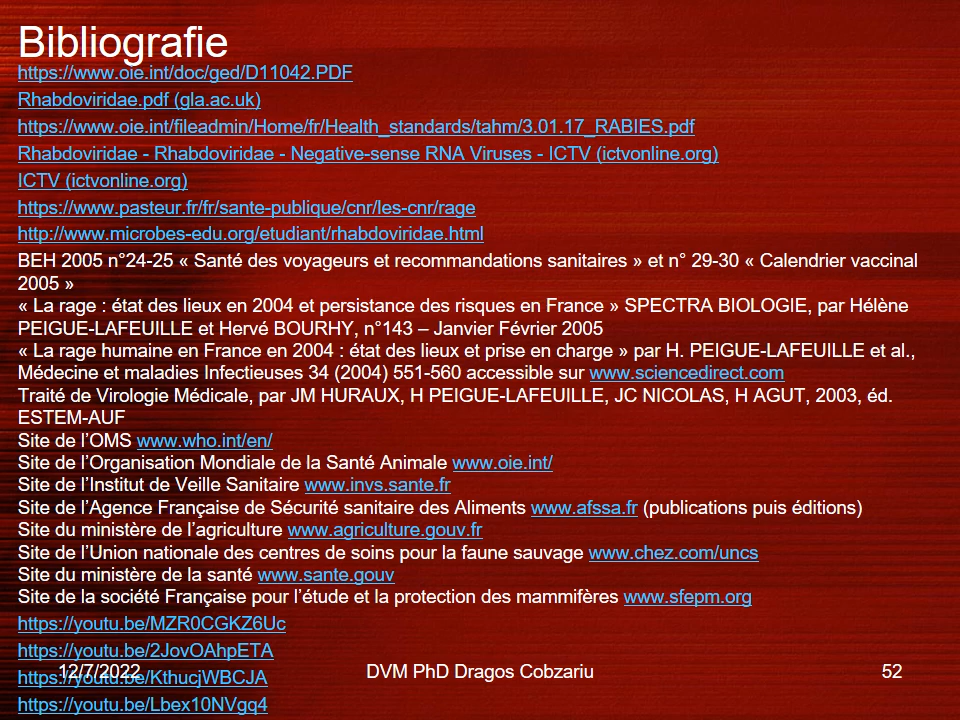 Bibliografie
https://www.oie.int/doc/ged/D11042.PDF
Rhabdoviridae.pdf (gla.ac.uk)
https://www.oie.int/fileadmin/Home/fr/Health_standards/tahm/3.01.17_RABIES.pdf
Rhabdoviridae - Rhabdoviridae - Negative-sense RNA Viruses - ICTV (ictvonline.org)
ICTV (ictvonline.org)
https://www.pasteur.fr/fr/sante-publique/cnr/les-cnr/rage
http://www.microbes-edu.org/etudiant/rhabdoviridae.html
BEH 2005 n°24-25 « Santé des voyageurs et recommandations sanitaires » et n° 29-30 « Calendrier vaccinal
2005 »
« La rage : état des lieux en 2004 et persistance des risques en France » SPECTRA BIOLOGIE, par Hélène
PEIGUE-LAFEUILLE et Hervé BOURHY, n°143 – Janvier Février 2005
« La rage humaine en France en 2004 : état des lieux et prise en charge » par H. PEIGUE-LAFEUILLE et al.,
Médecine et maladies Infectieuses 34 (2004) 551-560 accessible sur www.sciencedirect.com
Traité de Virologie Médicale, par JM HURAUX, H PEIGUE-LAFEUILLE, JC NICOLAS, H AGUT, 2003, éd.
ESTEM-AUF
Site de l’OMS www.who.int/en/
Site de l’Organisation Mondiale de la Santé Animale www.oie.int/
Site de l’Institut de Veille Sanitaire www.invs.sante.fr
Site de l’Agence Française de Sécurité sanitaire des Aliments www.afssa.fr (publications puis éditions)
Site du ministère de l’agriculture www.agriculture.gouv.fr
Site de l’Union nationale des centres de soins pour la faune sauvage www.chez.com/uncs
Site du ministère de la santé www.sante.gouv
Site de la société Française pour l’étude et la protection des mammifères www.sfepm.org
https://youtu.be/MZR0CGKZ6Uc
https://youtu.be/2JovOAhpETA
12/7/2022 DVM PhD Dragos Cobzariu 52
https://youtu.be/KthucjWBCJA
https://youtu.be/Lbex10NVgq4